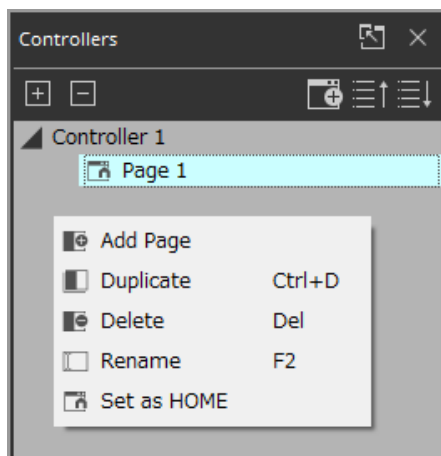 Controllers
Controller 1
Page 1
Add Page
Duplicate Ctrl+D
Delete Del
Rename F2
Set as HOME